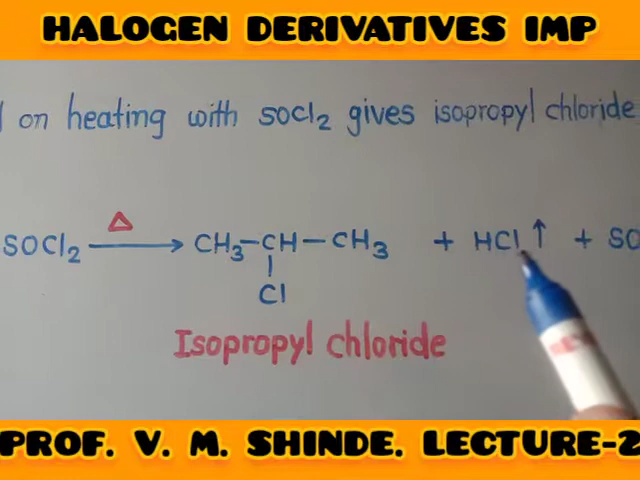 HALOGEN DERIVATIVES IMP
on heating with SOCl2 gives isopropyl chloride
SOCl2 Δ → CH3-CH-CH3 + HCl↑ + SO
|
Cl
Isopropyl chloride
PROF. V. M. SHINDE. LECTURE-2